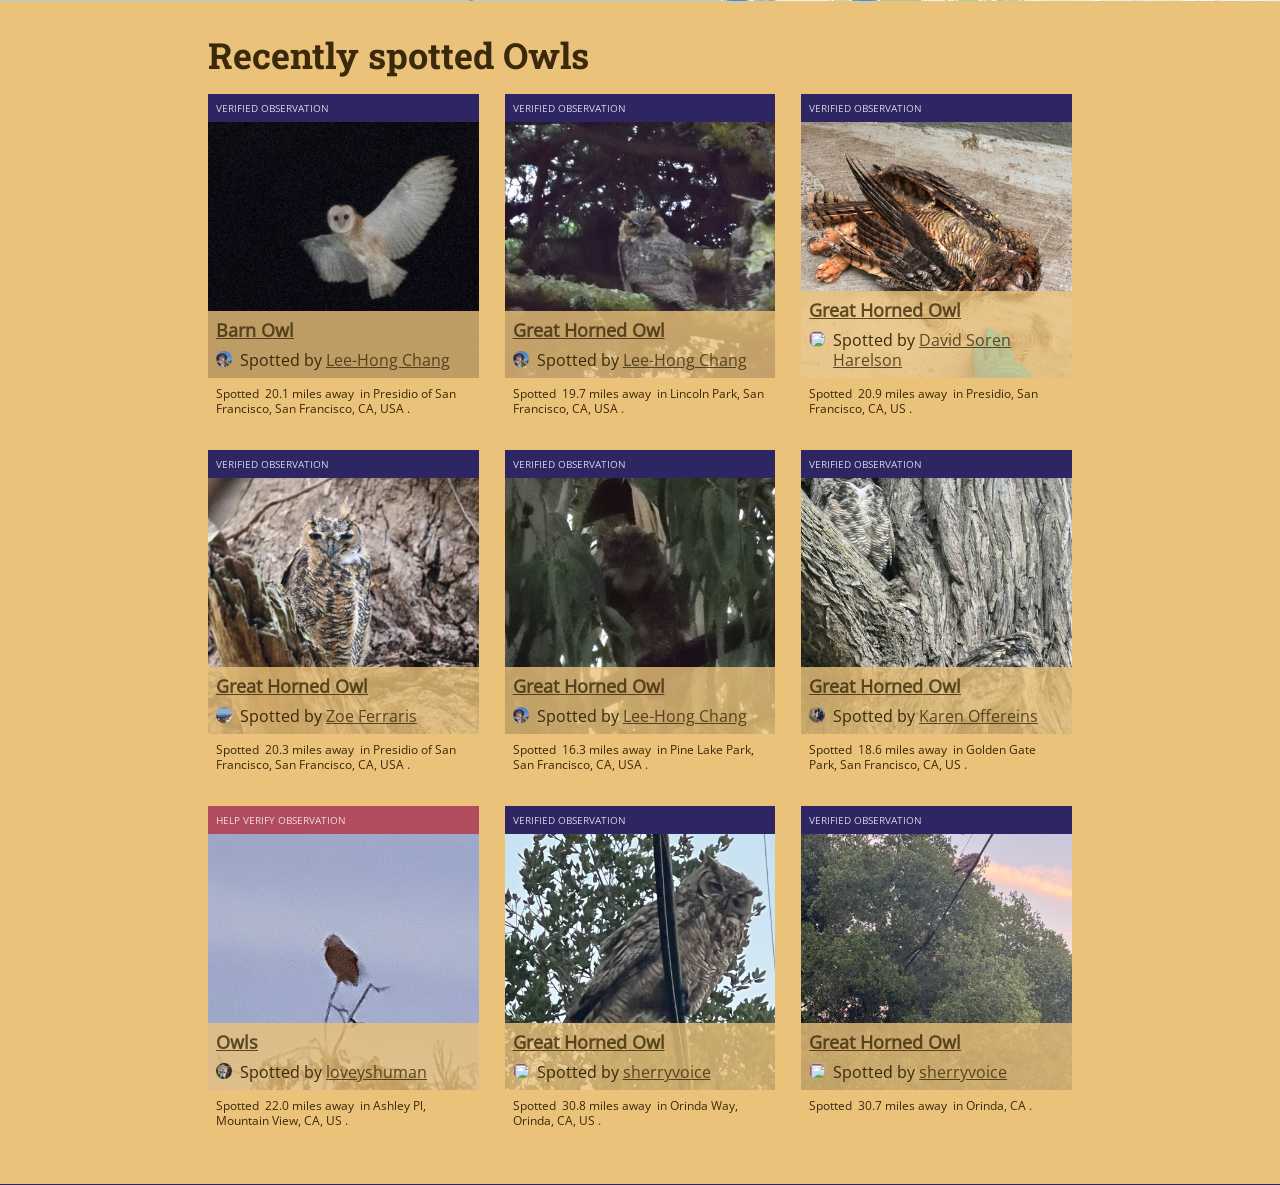 Recently spotted Owls
VERIFIED OBSERVATION
Barn Owl
Spotted by Lee-Hong Chang
Spotted 20.1 miles away in Presidio of San
Francisco, San Francisco, CA, USA .
VERIFIED OBSERVATION
Great Horned Owl
Spotted by Lee-Hong Chang
Spotted 19.7 miles away in Lincoln Park, San
Francisco, CA, USA .
VERIFIED OBSERVATION
Great Horned Owl
Spotted by David Soren
Harelson
Spotted 20.9 miles away in Presidio, San
Francisco, CA, US .
VERIFIED OBSERVATION
Great Horned Owl
Spotted by Zoe Ferraris
Spotted 20.3 miles away in Presidio of San
Francisco, San Francisco, CA, USA .
VERIFIED OBSERVATION
Great Horned Owl
Spotted by Lee-Hong Chang
Spotted 16.3 miles away in Pine Lake Park,
San Francisco, CA, USA .
VERIFIED OBSERVATION
Great Horned Owl
Spotted by Karen Offereins
Spotted 18.6 miles away in Golden Gate
Park, San Francisco, CA, US .
HELP VERIFY OBSERVATION
Owls
Spotted by loveyshuman
Spotted 22.0 miles away in Ashley Pl,
Mountain View, CA, US .
VERIFIED OBSERVATION
Great Horned Owl
Spotted by sherryvoice
Spotted 30.8 miles away in Orinda Way,
Orinda, CA, US .
VERIFIED OBSERVATION
Great Horned Owl
Spotted by sherryvoice
Spotted 30.7 miles away in Orinda, CA .